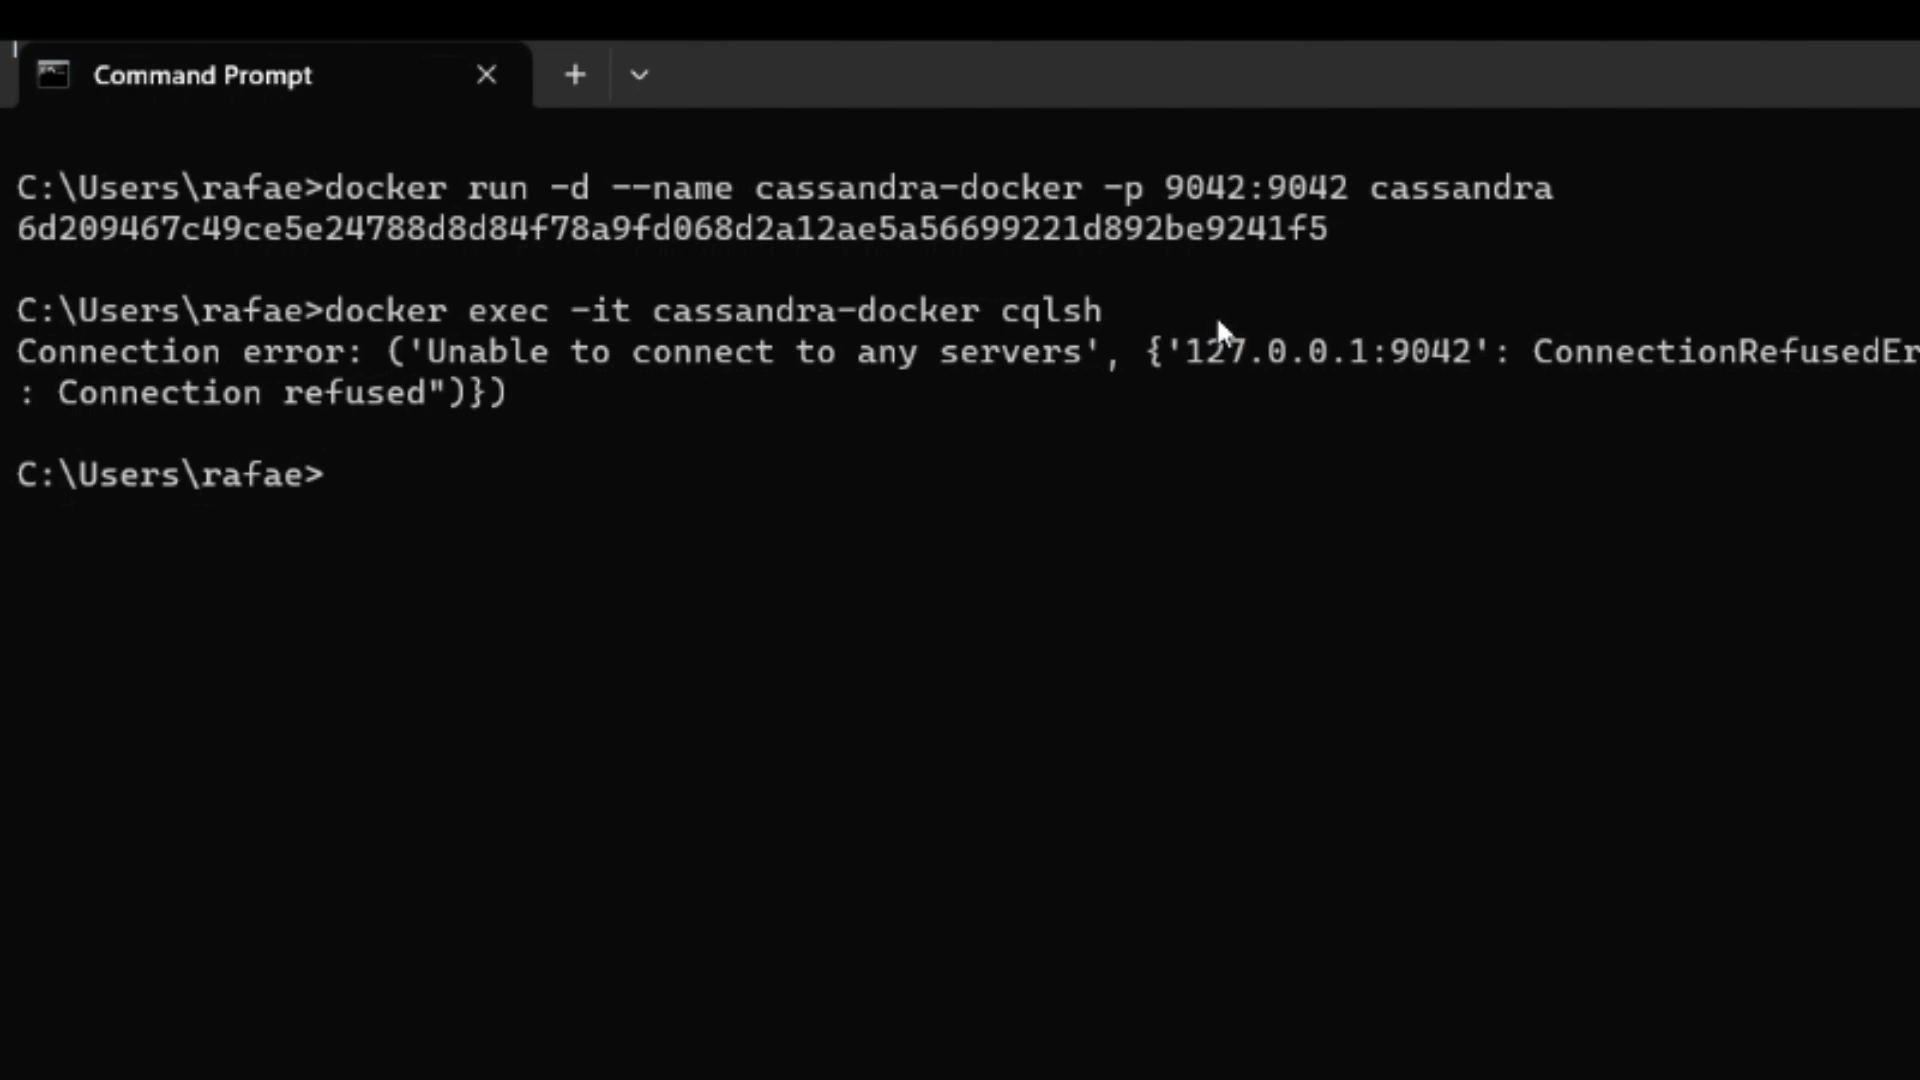 Command Prompt
C:\Users\rafae>docker run -d --name cassandra-docker -p 9042:9042 cassandra
6d209467c49ce5e24788d8d84f78a9fd068d2a12ae5a56699221d892be9241f5
C:\Users\rafae>docker exec -it cassandra-docker cqlsh
Connection error: ('Unable to connect to any servers', {'127.0.0.1:9042': ConnectionRefusedEr
: Connection refused")})
C:\Users\rafae>